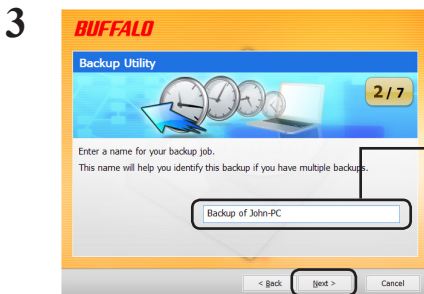 3
BUFFALO
Backup Utility
2 / 7
Enter a name for your backup job.
This name will help you identify this backup if you have multiple backups.
Backup of John-PC
< Back Next > Cancel